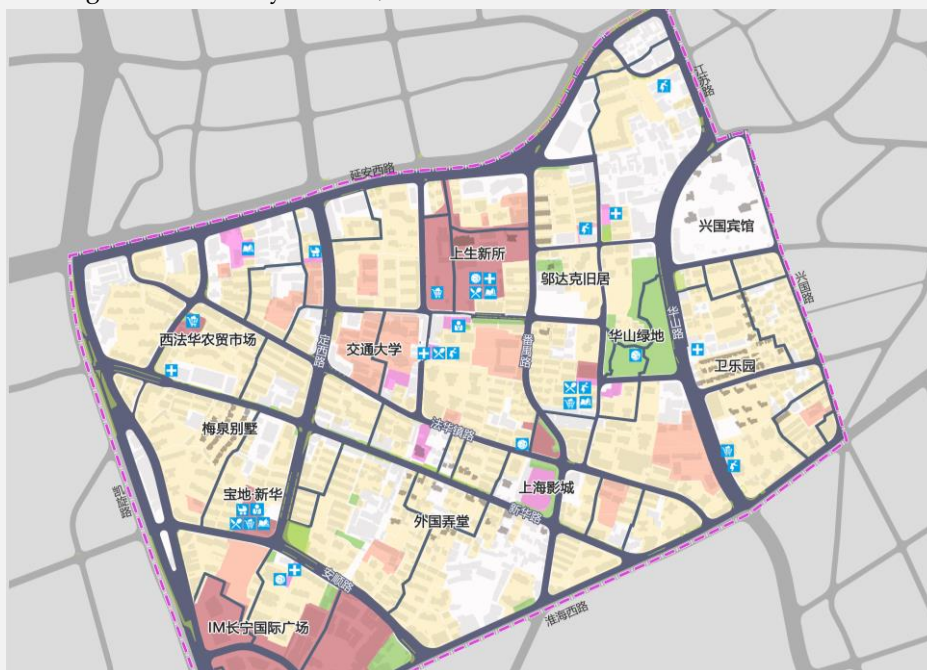 江苏路
延安西路
兴国宾馆
上生新所
邬达克旧居
兴国路
华山绿地
华山路
西法华农贸市场
定西路
交通大学
番禺路
卫乐园
梅泉别墅
法华镇路
凯旋路
宝地·新华
上海影城
外国弄堂
新华路
安顺路
淮海西路
IM长宁国际广场